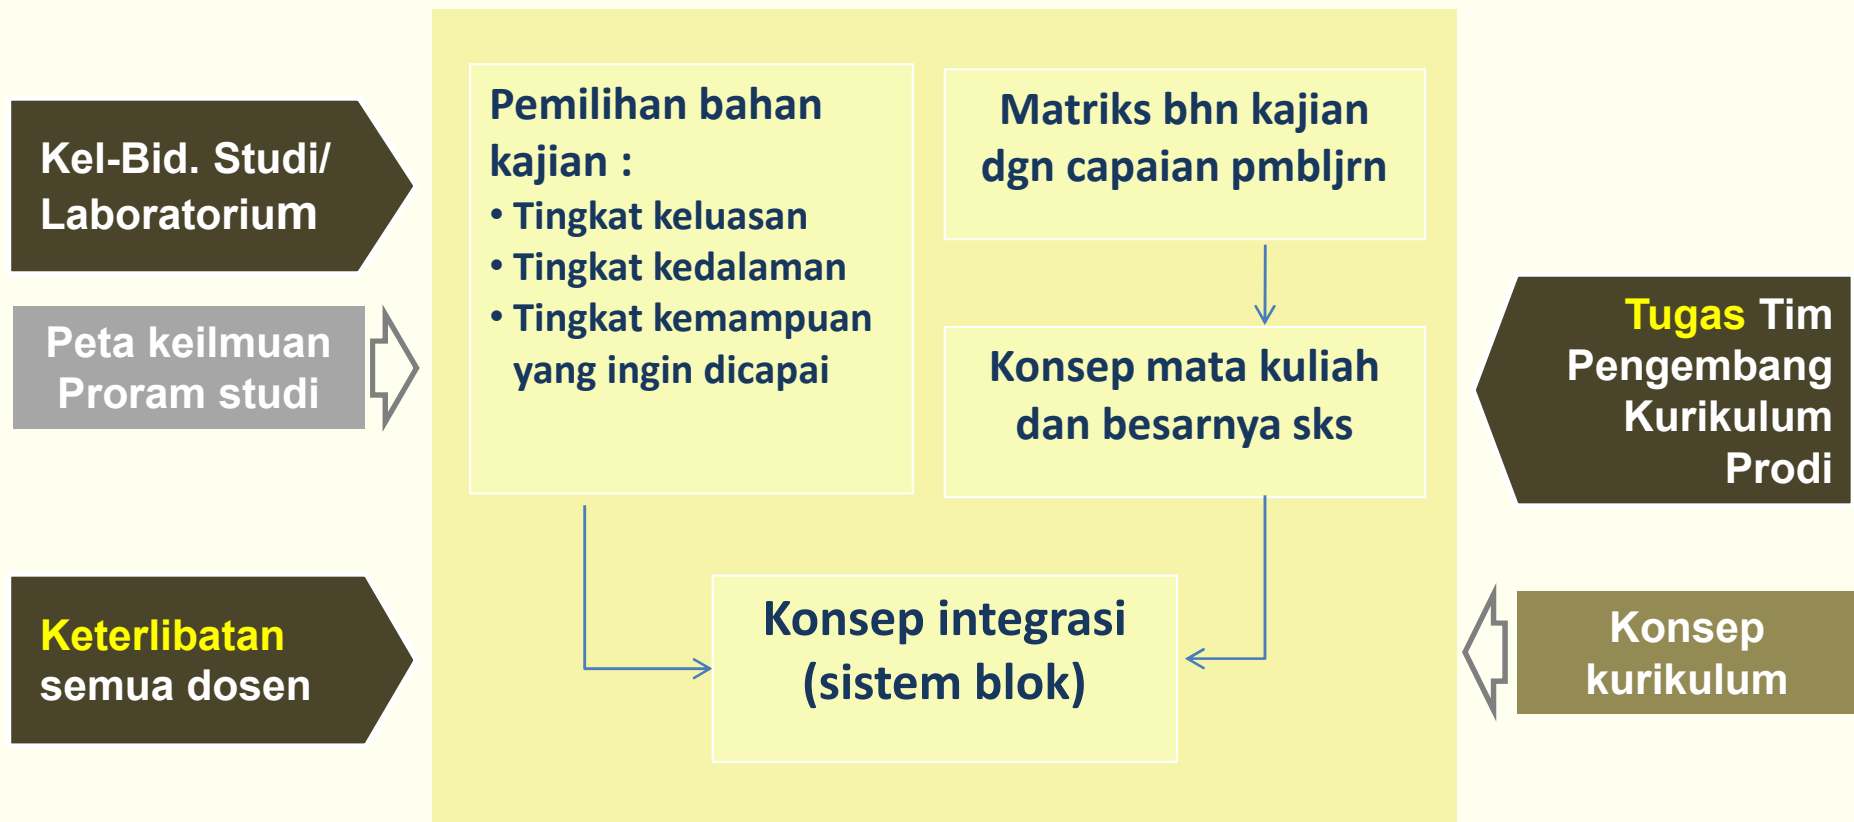 Kel-Bid. Studi/
Laboratorium
Peta keilmuan
Proram studi
Keterlibatan
semua dosen
Pemilihan bahan
kajian :
• Tingkat keluasan
• Tingkat kedalaman
• Tingkat kemampuan
yang ingin dicapai
Matriks bhn kajian
dgn capaian pmbljrn
Konsep mata kuliah
dan besarnya sks
Konsep integrasi
(sistem blok)
Tugas Tim
Pengembang
Kurikulum
Prodi
Konsep
kurikulum